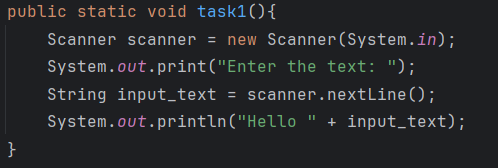 public static void task1(){
    Scanner scanner = new Scanner(System.in);
    System.out.print("Enter the text: ");
    String input_text = scanner.nextLine();
    System.out.println("Hello " + input_text);
}